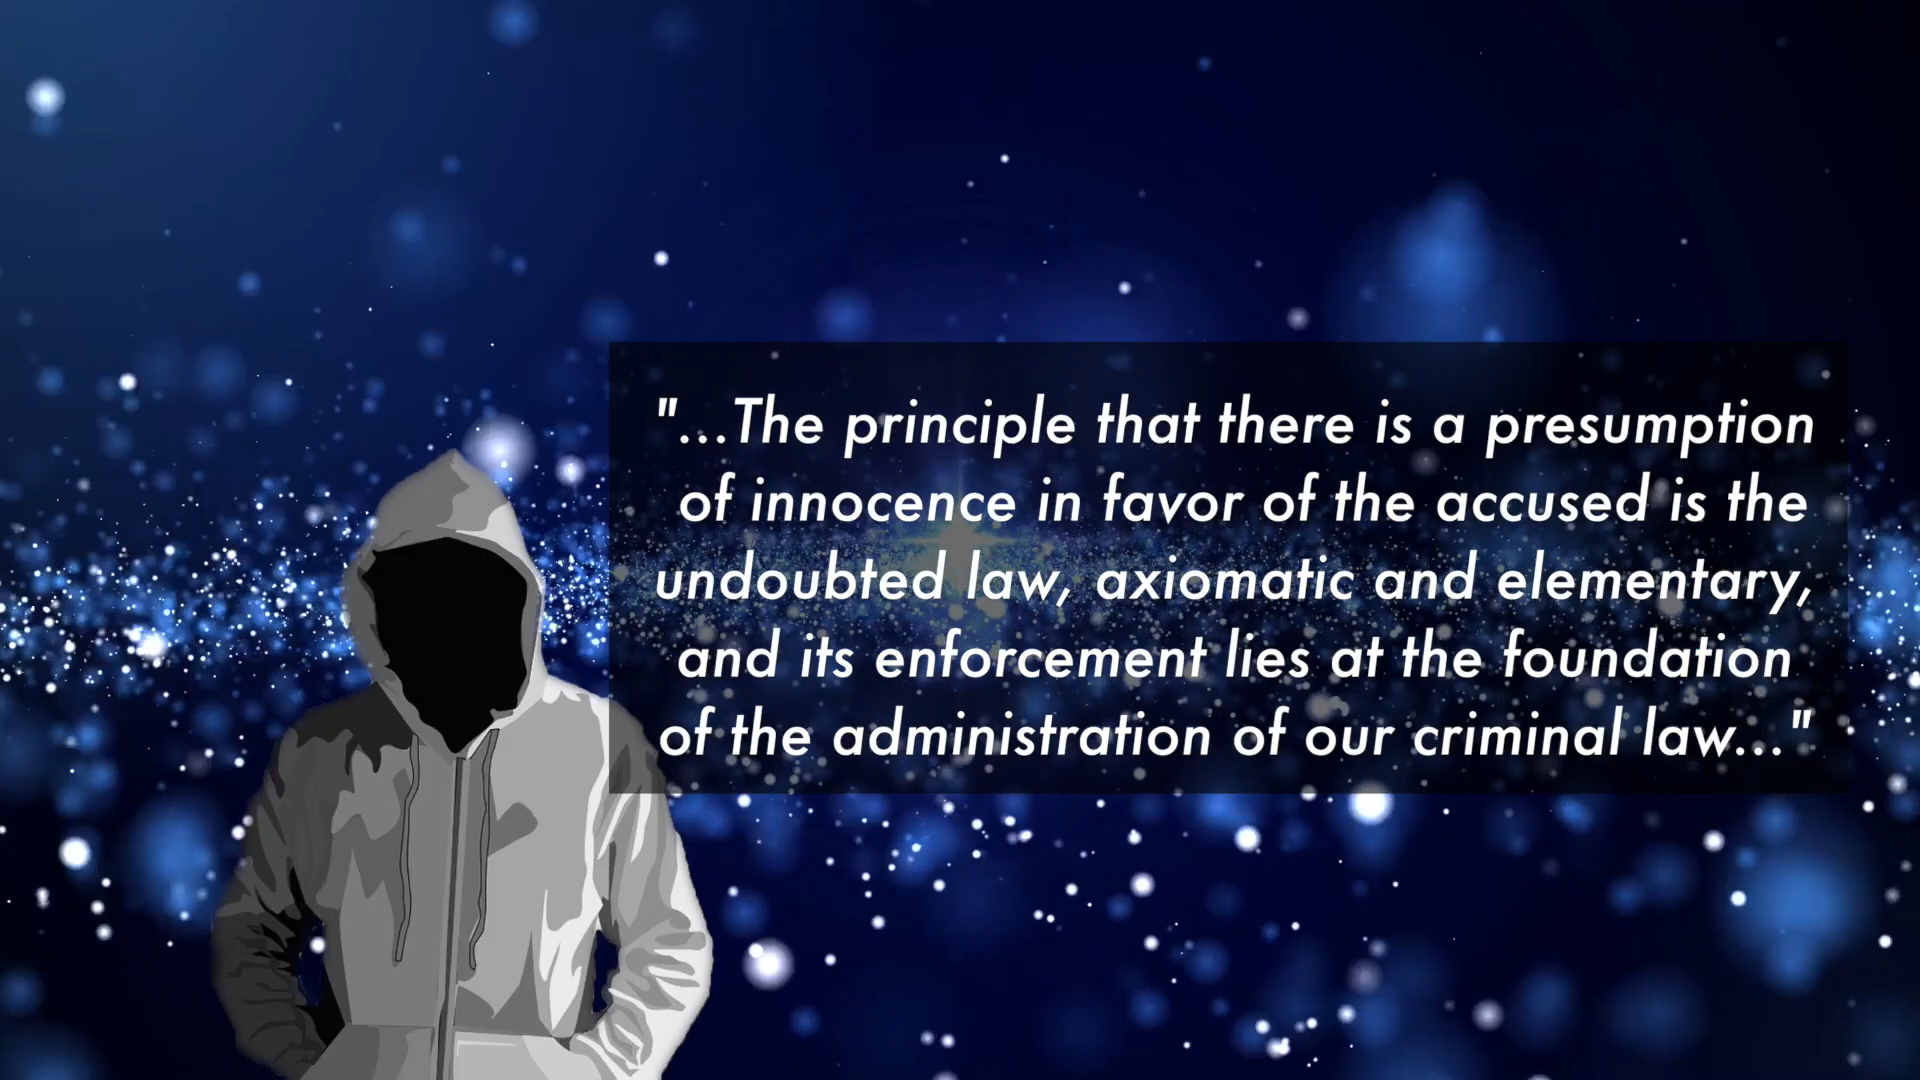 "...The principle that there is a presumption
of innocence in favor of the accused is the
undoubted law, axiomatic and elementary,
and its enforcement lies at the foundation
of the administration of our criminal law..."